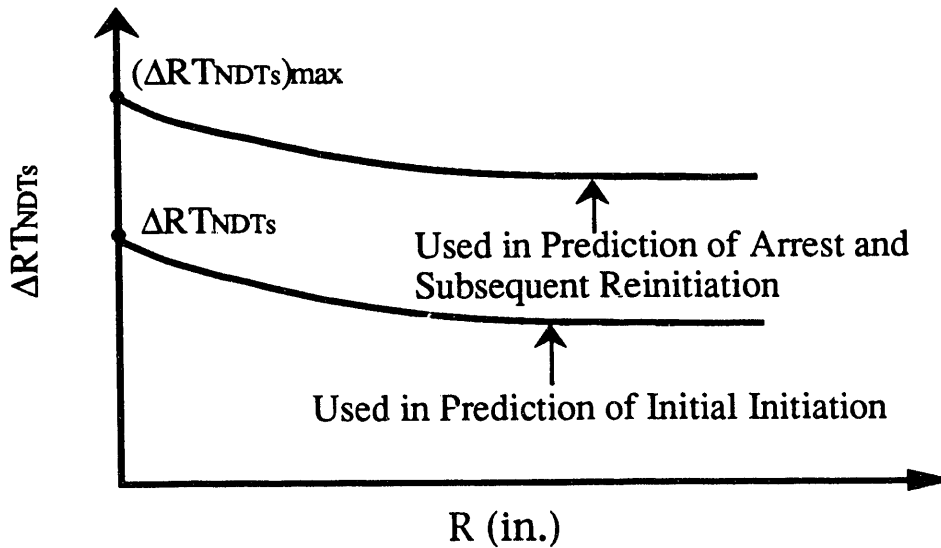 (ΔRTNDTs)max
ΔRTNDTs
ΔRTNDTs
Used in Prediction of Arrest and
Subsequent Reinitiation
Used in Prediction of Initial Initiation
R (in.)